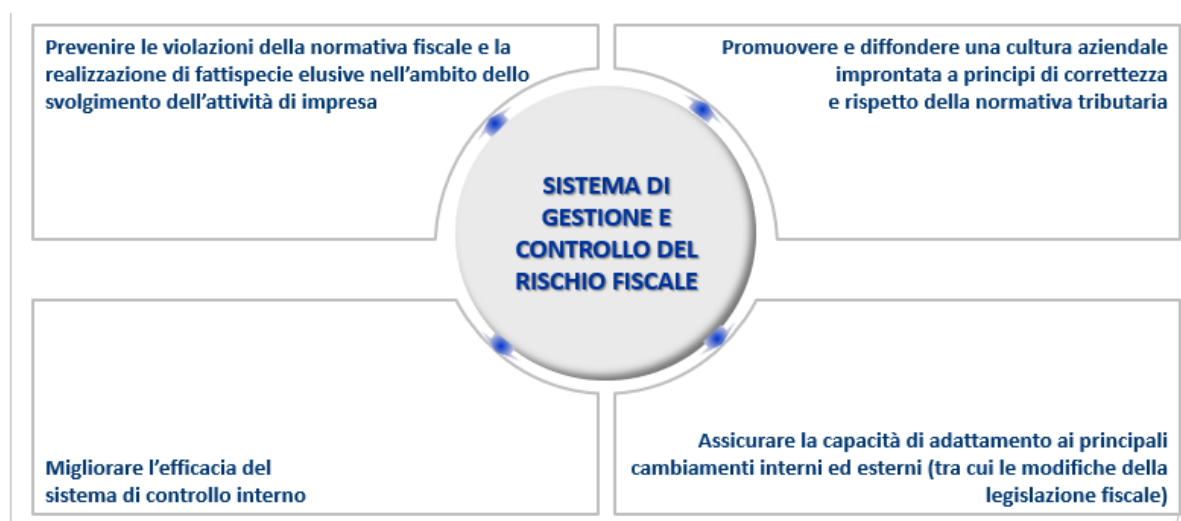 Prevenire le violazioni della normativa fiscale e la
realizzazione di fattispecie elusive nell’ambito dello
svolgimento dell’attività di impresa
Promuovere e diffondere una cultura aziendale
improntata a principi di correttezza
e rispetto della normativa tributaria
SISTEMA DI
GESTIONE E
CONTROLLO DEL
RISCHIO FISCALE
Migliorare l’efficacia del
sistema di controllo interno
Assicurare la capacità di adattamento ai principali
cambiamenti interni ed esterni (tra cui le modifiche della
legislazione fiscale)